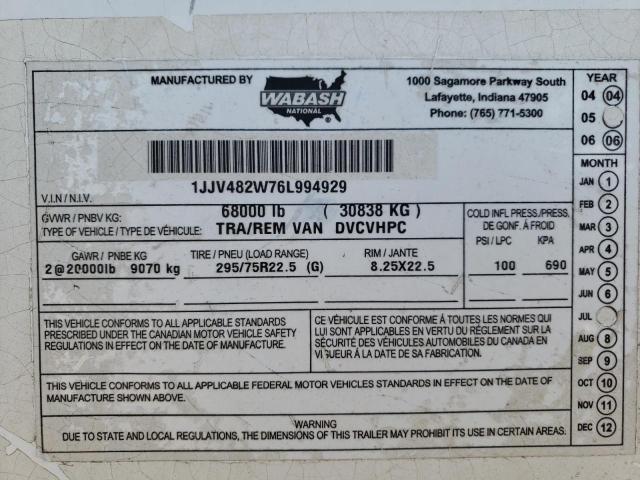 MANUFACTURED BY
WABASH
NATIONAL
®
1000 Sagamore Parkway South
Lafayette, Indiana 47905
Phone: (765) 771-5300
1JJV482W76L994929
V.I.N / N.I.V.
GVWR / PNBV KG: 68000 lb ( 30838 KG )
TYPE OF VEHICLE / TYPE DE VÉHICULE: TRA/REM VAN DVCVHPC
COLD INFL PRESS./PRESS.
DE GONF. À FROID
PSI / LPC KPA
GAWR / PNBE KG TIRE / PNEU (LOAD RANGE) RIM / JANTE
2@20000lb 9070 kg 295/75R22.5 (G) 8.25X22.5 100 690
THIS VEHICLE CONFORMS TO ALL APPLICABLE STANDARDS
PRESCRIBED UNDER THE CANADIAN MOTOR VEHICLE SAFETY
REGULATIONS IN EFFECT ON THE DATE OF MANUFACTURE.
CE VÉHICULE EST CONFORME À TOUTES LES NORMES QUI
LUI SONT APPLICABLES EN VERTU DU RÉGLEMENT SUR LA
SÉCURITÉ DES VÉHICULES AUTOMOBILES DU CANADA EN
VIGUEUR À LA DATE DE SA FABRICATION.
THIS VEHICLE CONFORMS TO ALL APPLICABLE FEDERAL MOTOR VEHICLES STANDARDS IN EFFECT ON THE DATE OF
MANUFACTURE SHOWN ABOVE.
WARNING
DUE TO STATE AND LOCAL REGULATIONS, THE DIMENSIONS OF THIS TRAILER MAY PROHIBIT ITS USE IN CERTAIN AREAS.
YEAR
04 04
05
06 06
MONTH
JAN 1
FEB 2
MAR 3
APR 4
MAY 5
JUN 6
JUL
AUG 8
SEP 9
OCT 10
NOV 11
DEC 12